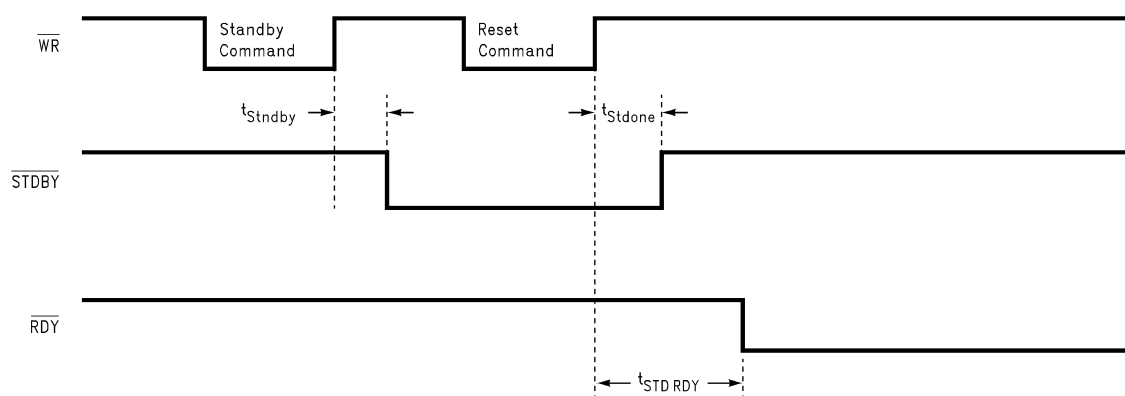 WR
Standby
Command
Reset
Command
tStndby
tStdone
STDBY
RDY
tSTD RDY